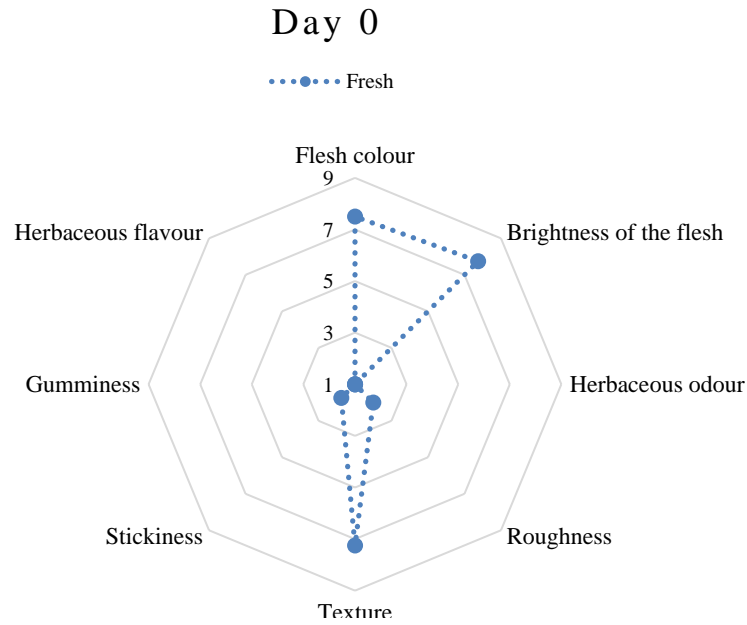 Day 0
Fresh
Flesh colour
9
Herbaceous flavour
7
Brightness of the flesh
5
3
Gumminess
1
Herbaceous odour
Stickiness
Roughness
Texture